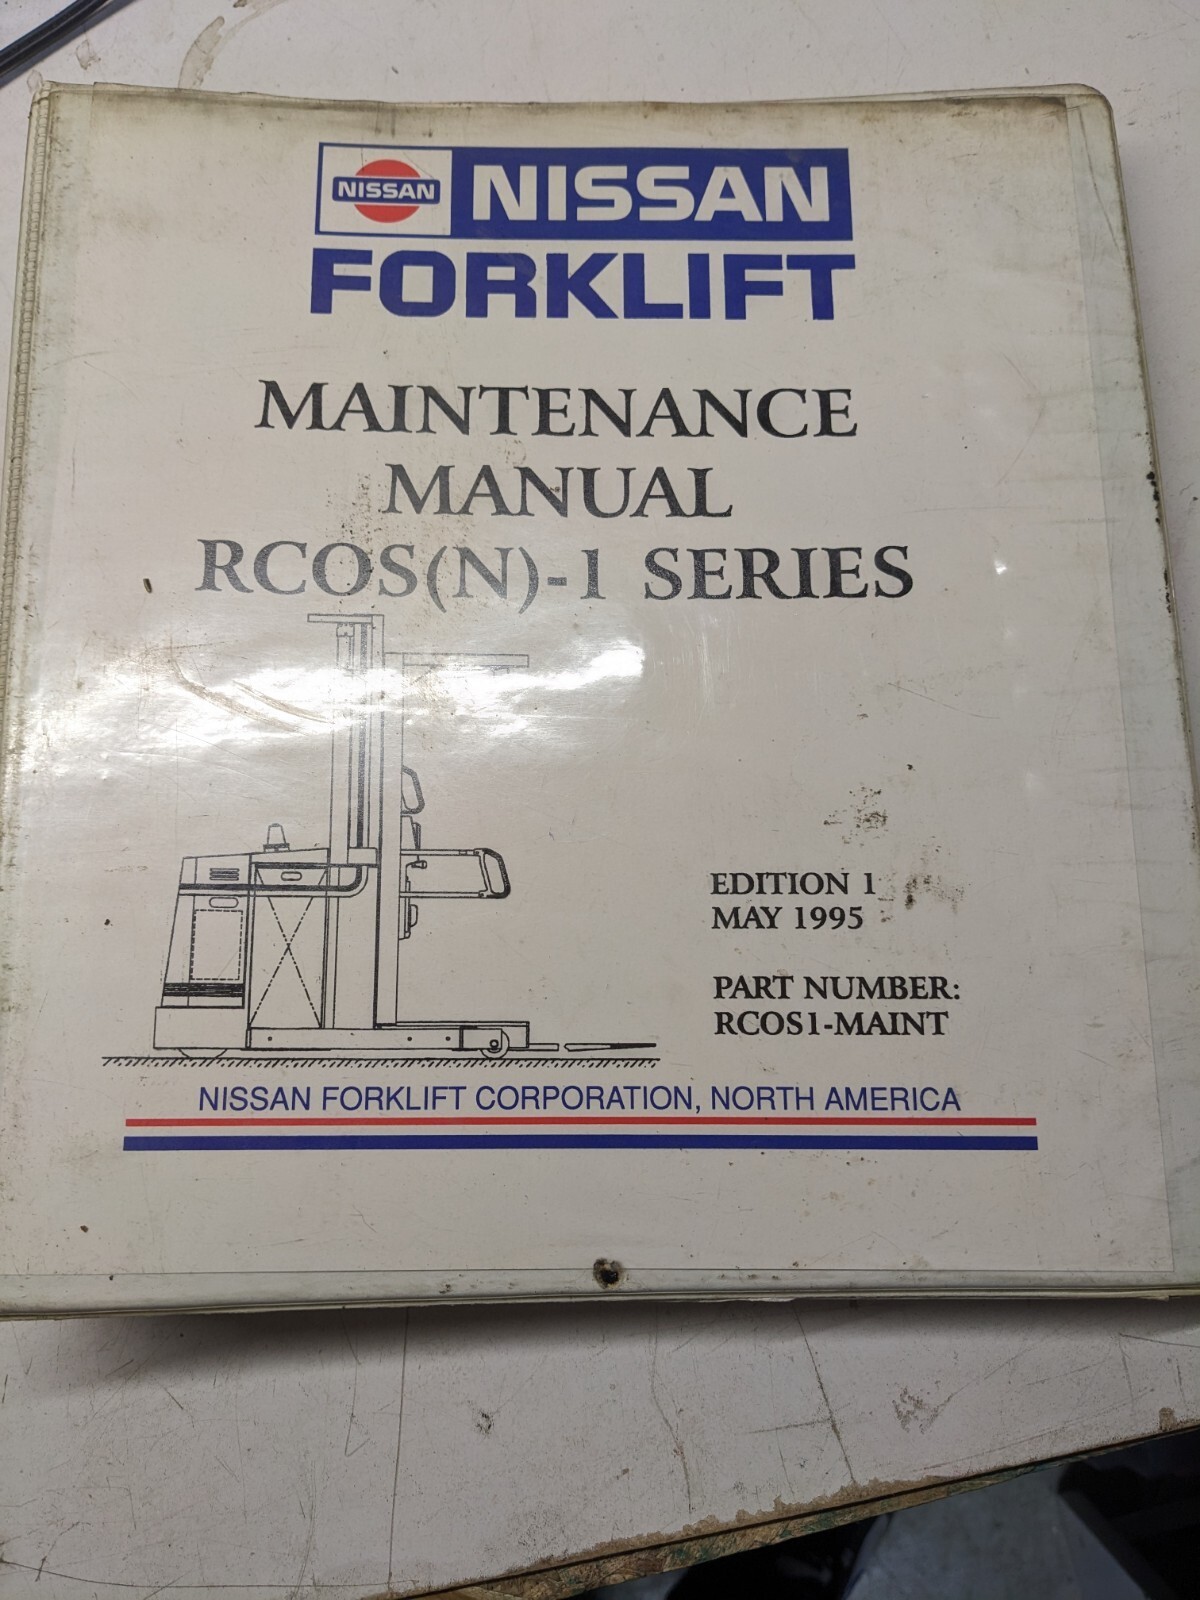 NISSAN NISSAN
FORKLIFT
MAINTENANCE
MANUAL
RCOS(N)-1 SERIES
EDITION 1
MAY 1995
PART NUMBER:
RCOS1-MAINT
NISSAN FORKLIFT CORPORATION, NORTH AMERICA